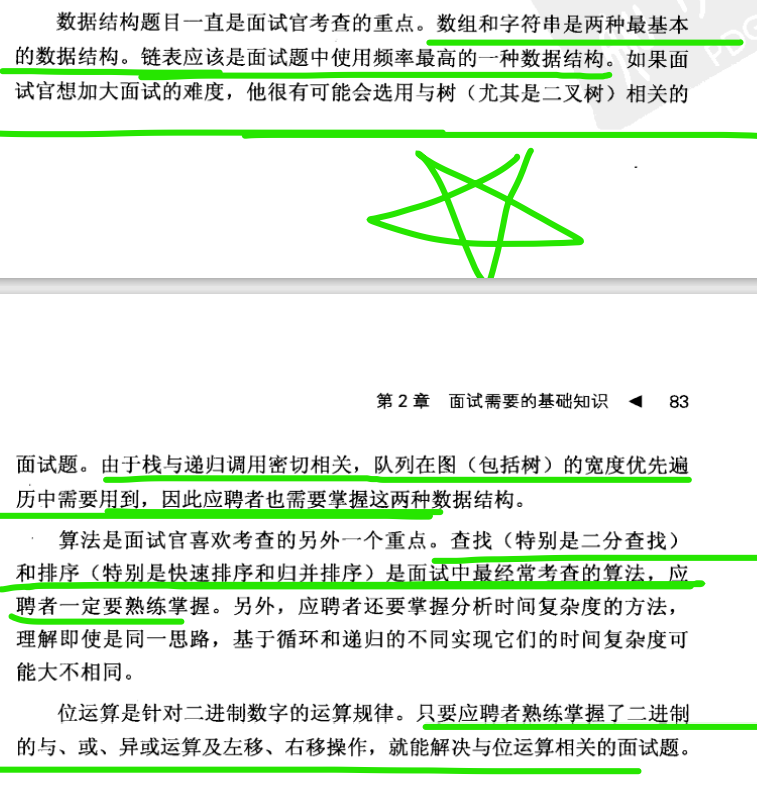 数据结构题目一直是面试官考查的重点。数组和字符串是两种最基本
的数据结构。链表应该是面试题中使用频率最高的一种数据结构。如果面
试官想加大面试的难度，他很有可能会选用与树（尤其是二叉树）相关的
第 2 章 面试需要的基础知识 ◀ 83
面试题。由于栈与递归调用密切相关，队列在图（包括树）的宽度优先遍
历中需要用到，因此应聘者也需要掌握这两种数据结构。
算法是面试官喜欢考查的另外一个重点。查找（特别是二分查找）
和排序（特别是快速排序和归并排序）是面试中最经常考查的算法，应
聘者一定要熟练掌握。另外，应聘者还要掌握分析时间复杂度的方法，
理解即使是同一思路，基于循环和递归的不同实现它们的时间复杂度可
能大不相同。
位运算是针对二进制数字的运算规律。只要应聘者熟练掌握了二进制
的与、或、异或运算及左移、右移操作，就能解决与位运算相关的面试题。